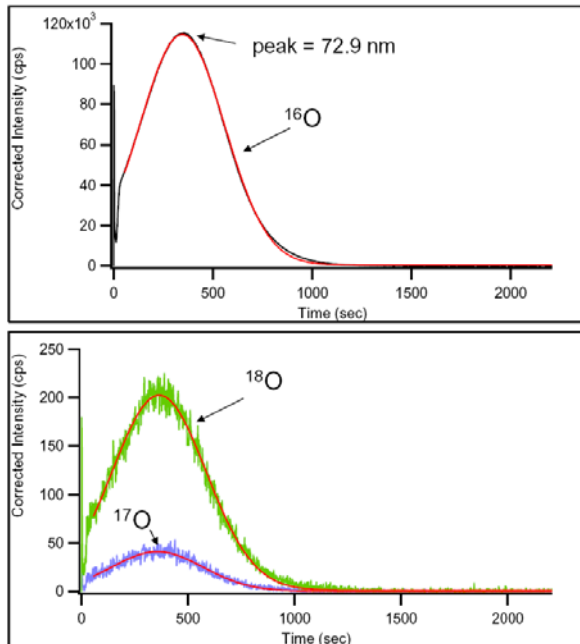 120x10³
100
80
60
40
20
0
Corrected Intensity (cps)
peak = 72.9 nm
¹⁶O
0 500 1000 1500 2000
Time (sec)
250
200
150
100
50
0
Corrected Intensity (cps)
¹⁸O
¹⁷O
0 500 1000 1500 2000
Time (sec)